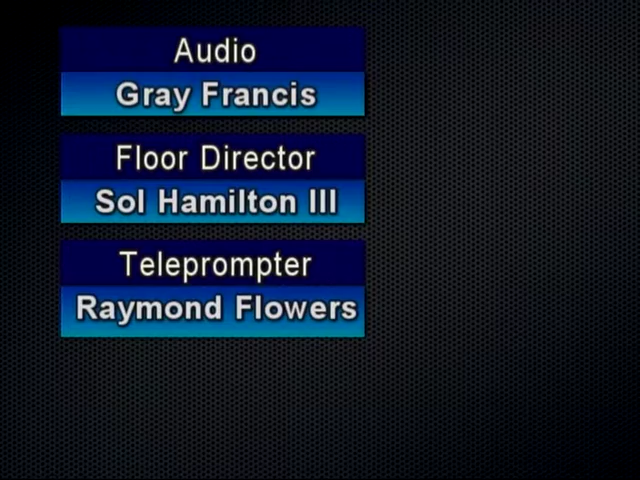 Audio
Gray Francis
Floor Director
Sol Hamilton III
Teleprompter
Raymond Flowers